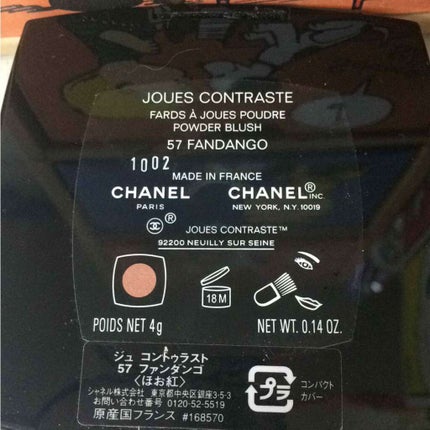 JOUES CONTRASTE
FARDS À JOUES POUDRE
POWDER BLUSH
57 FANDANGO
1002
MADE IN FRANCE
CHANEL CHANEL® INC.
PARIS NEW YORK, N.Y. 10019
® JOUES CONTRASTE™
92200 NEUILLY SUR SEINE
18M
POIDS NET 4g NET WT. 0.14 OZ.
ジュ コントゥラスト
57 ファンダンゴ
〈ほお紅〉
シャネル株式会社 東京都中央区銀座3-5-3
お問い合わせ番号 0120-52-5519
原産国フランス #168570
プラ
コンパクト
カバー